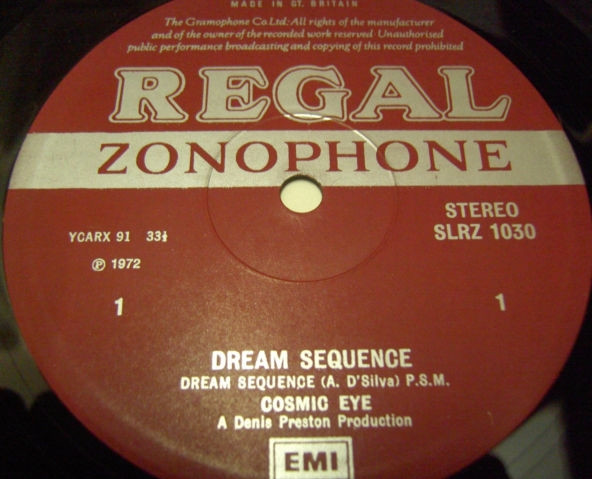 MADE IN GT. BRITAIN
The Gramophone Co.Ltd: All rights of the manufacturer
and of the owner of the recorded work reserved Unauthorised
public performance broadcasting and copying of this record prohibited
REGAL
ZONOPHONE
YCARX 91 33⅓
STEREO
SLRZ 1030
℗ 1972
1
1
DREAM SEQUENCE
DREAM SEQUENCE (A. D'Silva) P.S.M.
COSMIC EYE
A Denis Preston Production
EMI